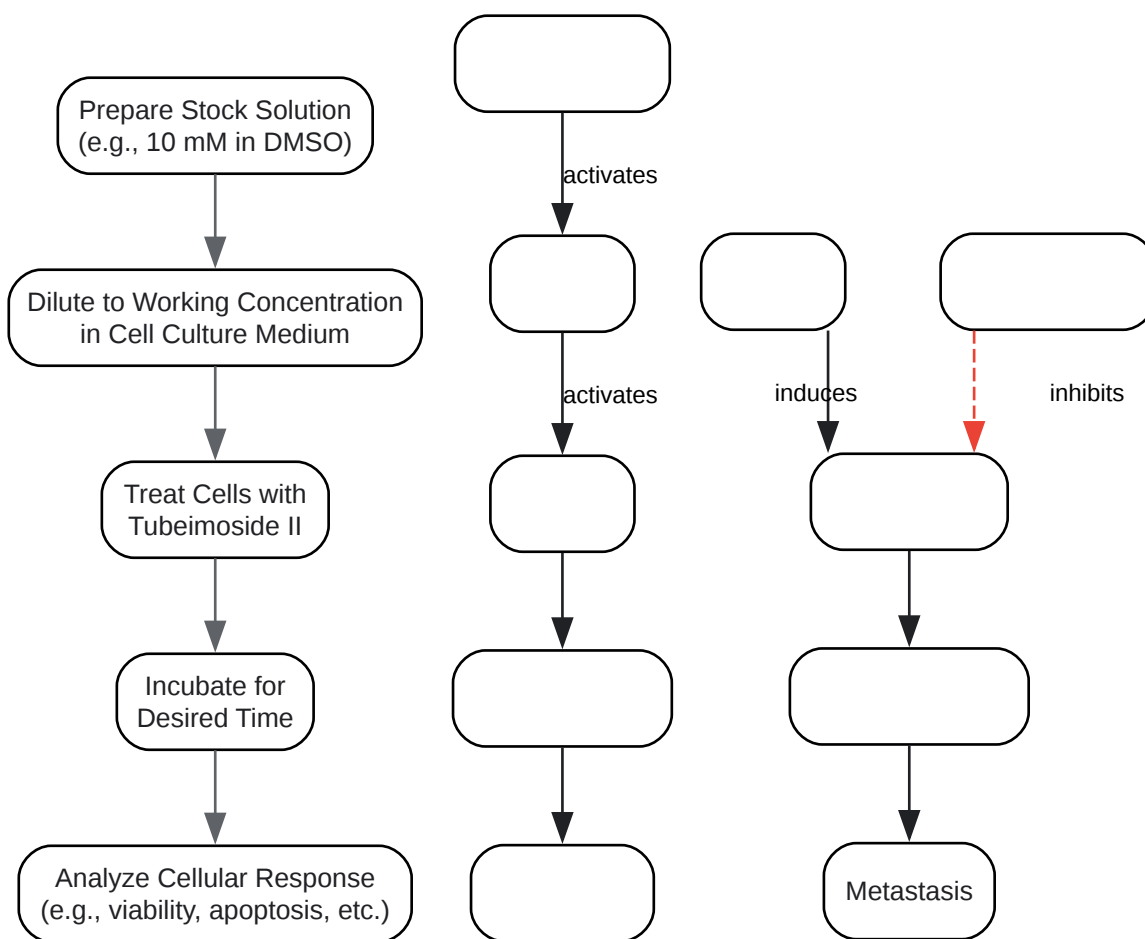 Prepare Stock Solution
(e.g., 10 mM in DMSO)
Dilute to Working Concentration
in Cell Culture Medium
Treat Cells with
Tubeimoside II
Incubate for
Desired Time
Analyze Cellular Response
(e.g., viability, apoptosis, etc.)
activates
activates
induces
inhibits
Metastasis